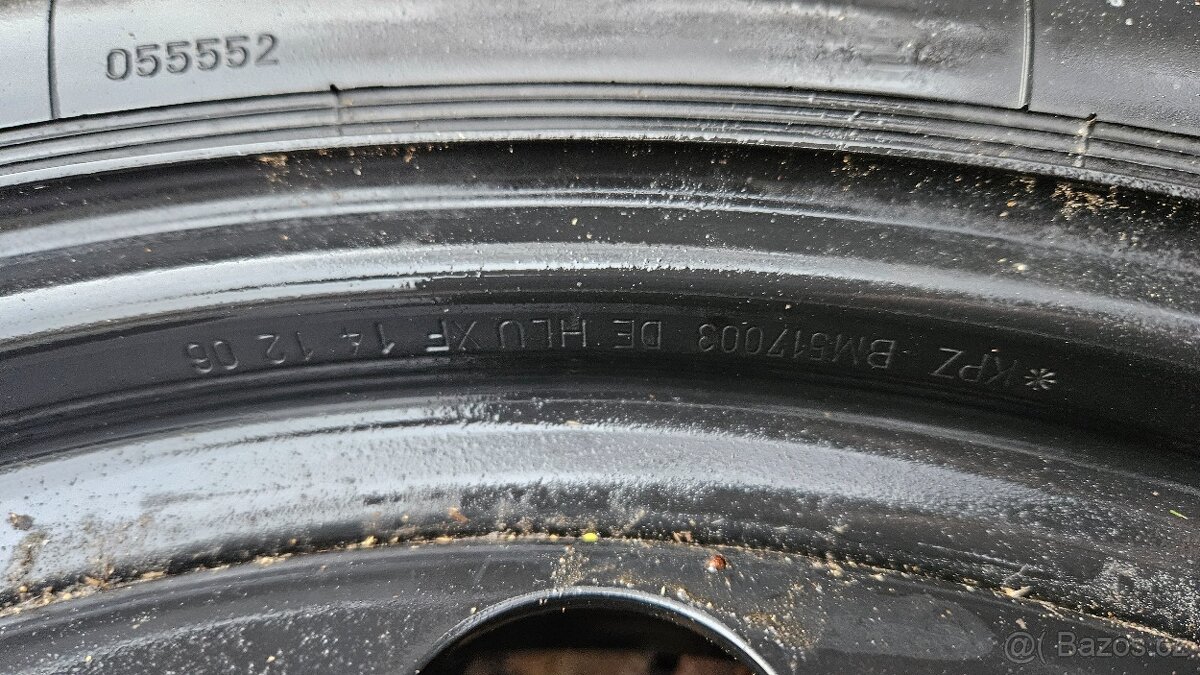 055552
*KPZ BM517003 DE HLU XF 14 12 06
@( Bazos.cz